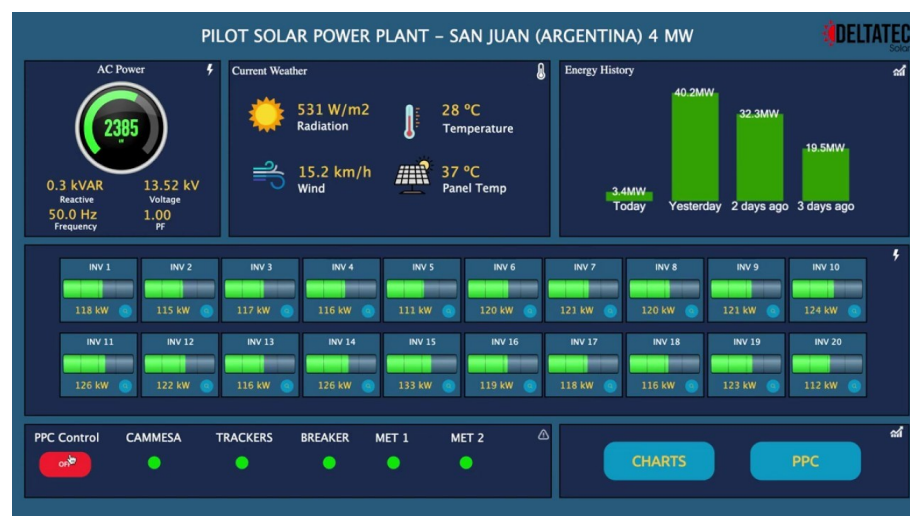 PILOT SOLAR POWER PLANT – SAN JUAN (ARGENTINA) 4 MW
DELTATEC
Solar
AC Power
2385
0.3 kVAR
Reactive
13.52 kV
Voltage
50.0 Hz
Frequency
1.00
PF
Current Weather
531 W/m2
Radiation
28 °C
Temperature
15.2 km/h
Wind
37 °C
Panel Temp
Energy History
3.4MW
40.2MW
32.3MW
19.5MW
Today Yesterday 2 days ago 3 days ago
INV 1 INV 2 INV 3 INV 4 INV 5 INV 6 INV 7 INV 8 INV 9 INV 10
118 kW 115 kW 117 kW 116 kW 111 kW 120 kW 121 kW 120 kW 121 kW 124 kW
INV 11 INV 12 INV 13 INV 14 INV 15 INV 16 INV 17 INV 18 INV 19 INV 20
126 kW 122 kW 116 kW 126 kW 133 kW 119 kW 118 kW 116 kW 123 kW 112 kW
PPC Control CAMMESA TRACKERS BREAKER MET 1 MET 2
CHARTS PPC